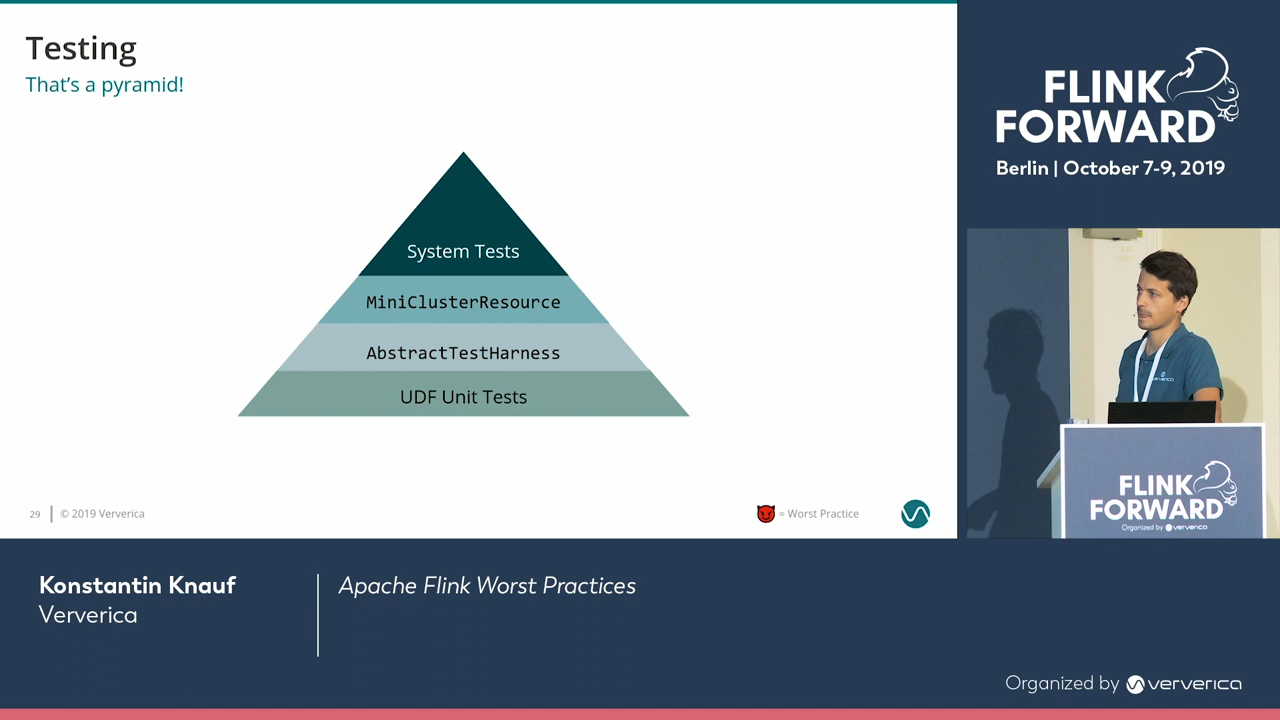 Testing
That's a pyramid!
System Tests
MiniClusterResource
AbstractTestHarness
UDF Unit Tests
29
© 2019 Ververica
= Worst Practice
FLINK
FORWARD
Berlin | October 7-9, 2019
ververica
FLINK
FORWARD
Organized by ververica
Konstantin Knauf
Ververica
Apache Flink Worst Practices
Organized by ververica